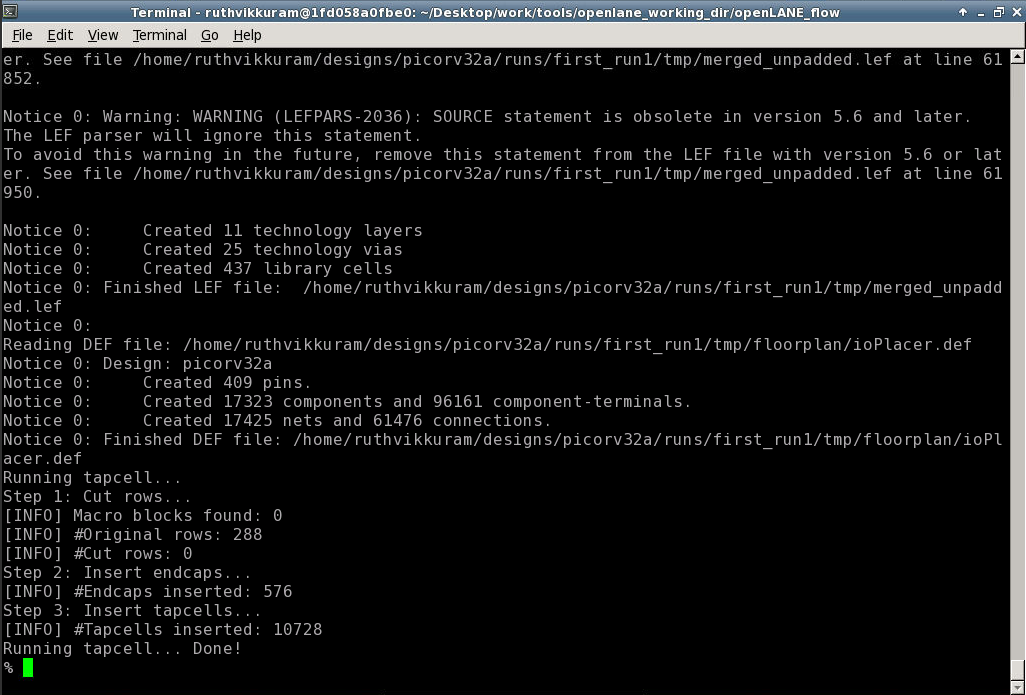 Terminal - ruthvikkuram@1fd058a0fbe0: ~/Desktop/work/tools/openlane_working_dir/openLANE_flow
File Edit View Terminal Go Help
er. See file /home/ruthvikkuram/designs/picorv32a/runs/first_run1/tmp/merged_unpadded.lef at line 61
852.
Notice 0: Warning: WARNING (LEFPARS-2036): SOURCE statement is obsolete in version 5.6 and later.
The LEF parser will ignore this statement.
To avoid this warning in the future, remove this statement from the LEF file with version 5.6 or lat
er. See file /home/ruthvikkuram/designs/picorv32a/runs/first_run1/tmp/merged_unpadded.lef at line 61
950.
Notice 0:     Created 11 technology layers
Notice 0:     Created 25 technology vias
Notice 0:     Created 437 library cells
Notice 0: Finished LEF file:  /home/ruthvikkuram/designs/picorv32a/runs/first_run1/tmp/merged_unpadd
ed.lef
Notice 0:
Reading DEF file: /home/ruthvikkuram/designs/picorv32a/runs/first_run1/tmp/floorplan/ioPlacer.def
Notice 0: Design: picorv32a
Notice 0:     Created 409 pins.
Notice 0:     Created 17323 components and 96161 component-terminals.
Notice 0:     Created 17425 nets and 61476 connections.
Notice 0: Finished DEF file: /home/ruthvikkuram/designs/picorv32a/runs/first_run1/tmp/floorplan/ioPl
acer.def
Running tapcell...
Step 1: Cut rows...
[INFO] Macro blocks found: 0
[INFO] #Original rows: 288
[INFO] #Cut rows: 0
Step 2: Insert endcaps...
[INFO] #Endcaps inserted: 576
Step 3: Insert tapcells...
[INFO] #Tapcells inserted: 10728
Running tapcell... Done!
%